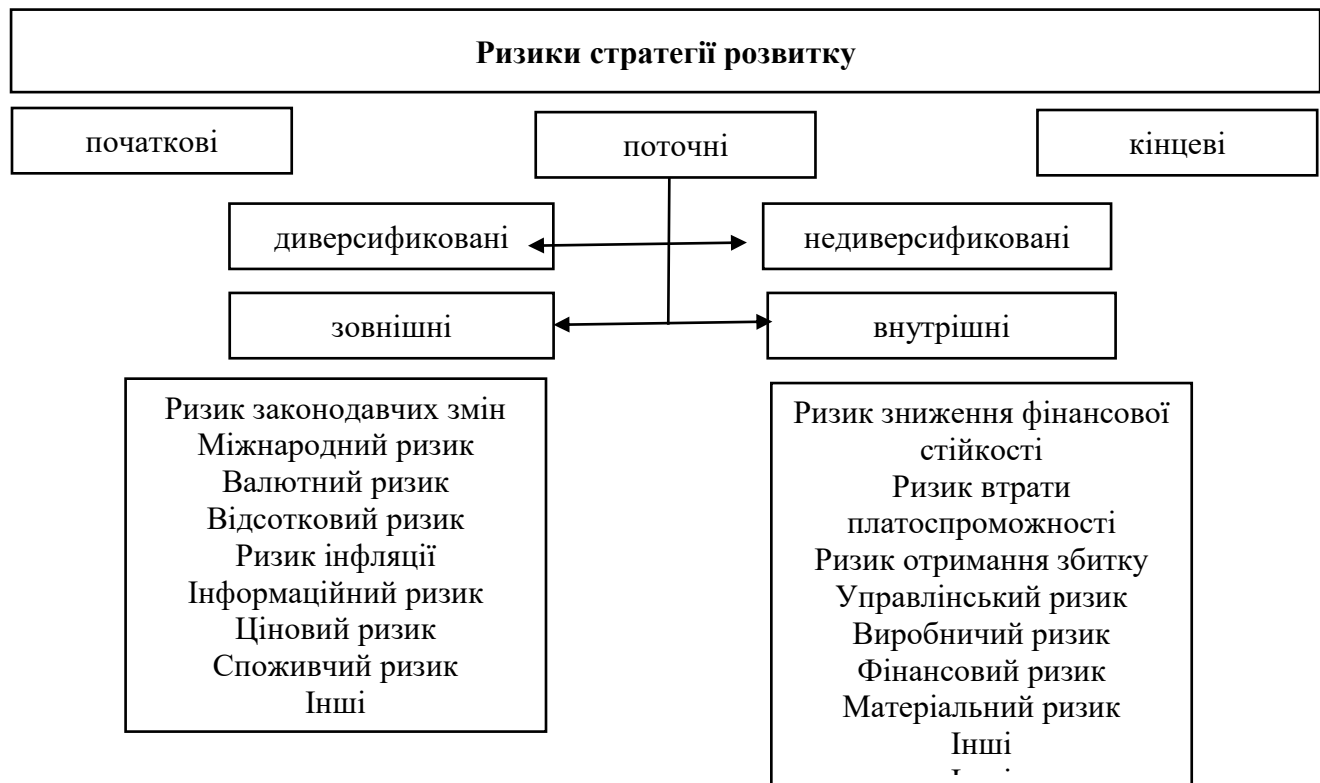 Ризики стратегії розвитку
початкові
поточні
кінцеві
диверсификовані
недиверсификовані
зовнішні
внутрішні
Ризик законодавчих змін
Міжнародний ризик
Валютний ризик
Відсотковий ризик
Ризик інфляції
Інформаційний ризик
Ціновий ризик
Споживчий ризик
Інші
Ризик зниження фінансової
стійкості
Ризик втрати
платоспроможності
Ризик отримання збитку
Управлінський ризик
Виробничий ризик
Фінансовий ризик
Матеріальний ризик
Інші